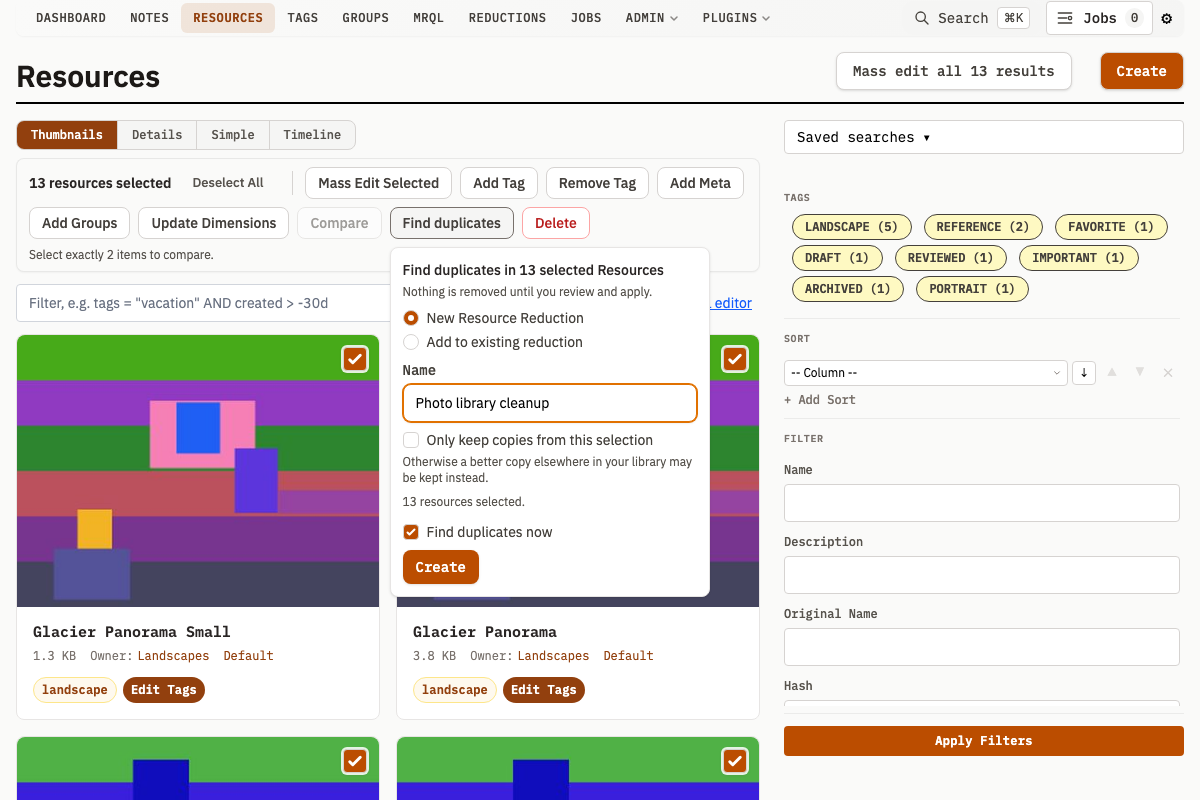 DASHBOARD NOTES RESOURCES TAGS GROUPS MRQL REDUCTIONS JOBS ADMIN PLUGINS Search ⌘K Jobs 0
Resources
Mass edit all 13 results
Create
Thumbnails Details Simple Timeline
13 resources selected Deselect All Mass Edit Selected Add Tag Remove Tag Add Meta
Add Groups Update Dimensions Compare Find duplicates Delete
Select exactly 2 items to compare.
Filter, e.g. tags = "vacation" AND created > -30d
editor
Find duplicates in 13 selected Resources
Nothing is removed until you review and apply.
New Resource Reduction
Add to existing reduction
Name
Photo library cleanup
Only keep copies from this selection
Otherwise a better copy elsewhere in your library may
be kept instead.
13 resources selected.
Find duplicates now
Create
Glacier Panorama Small
1.3 KB Owner: Landscapes Default
landscape Edit Tags
Glacier Panorama
3.8 KB Owner: Landscapes Default
landscape Edit Tags
Saved searches ▾
TAGS
LANDSCAPE (5) REFERENCE (2) FAVORITE (1)
DRAFT (1) REVIEWED (1) IMPORTANT (1)
ARCHIVED (1) PORTRAIT (1)
SORT
-- Column -- ↓ ▲ ▼ ✕
+ Add Sort
FILTER
Name
Description
Original Name
Hash
Apply Filters